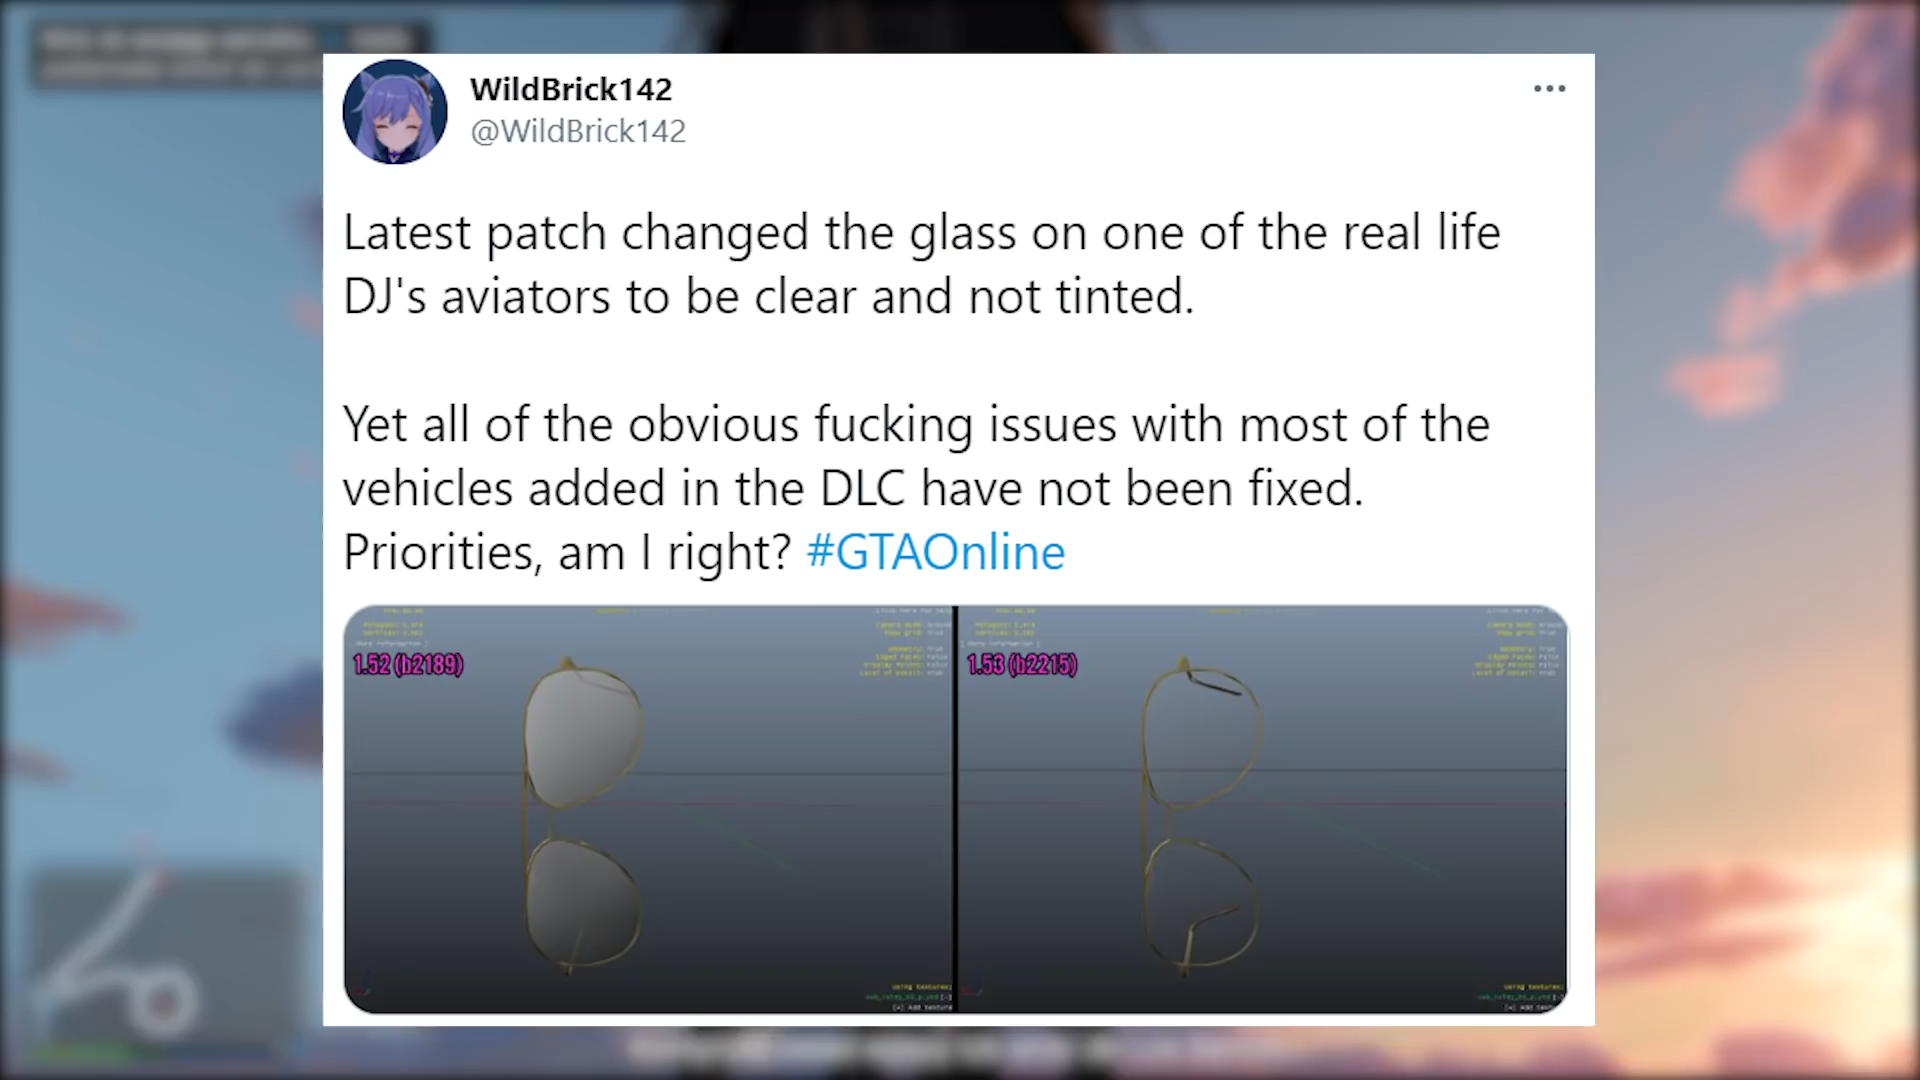 WildBrick142
@WildBrick142
Latest patch changed the glass on one of the real life
DJ's aviators to be clear and not tinted.
Yet all of the obvious fucking issues with most of the
vehicles added in the DLC have not been fixed.
Priorities, am I right? #GTAOnline
1.52 (b2189)
1.53 (b2215)